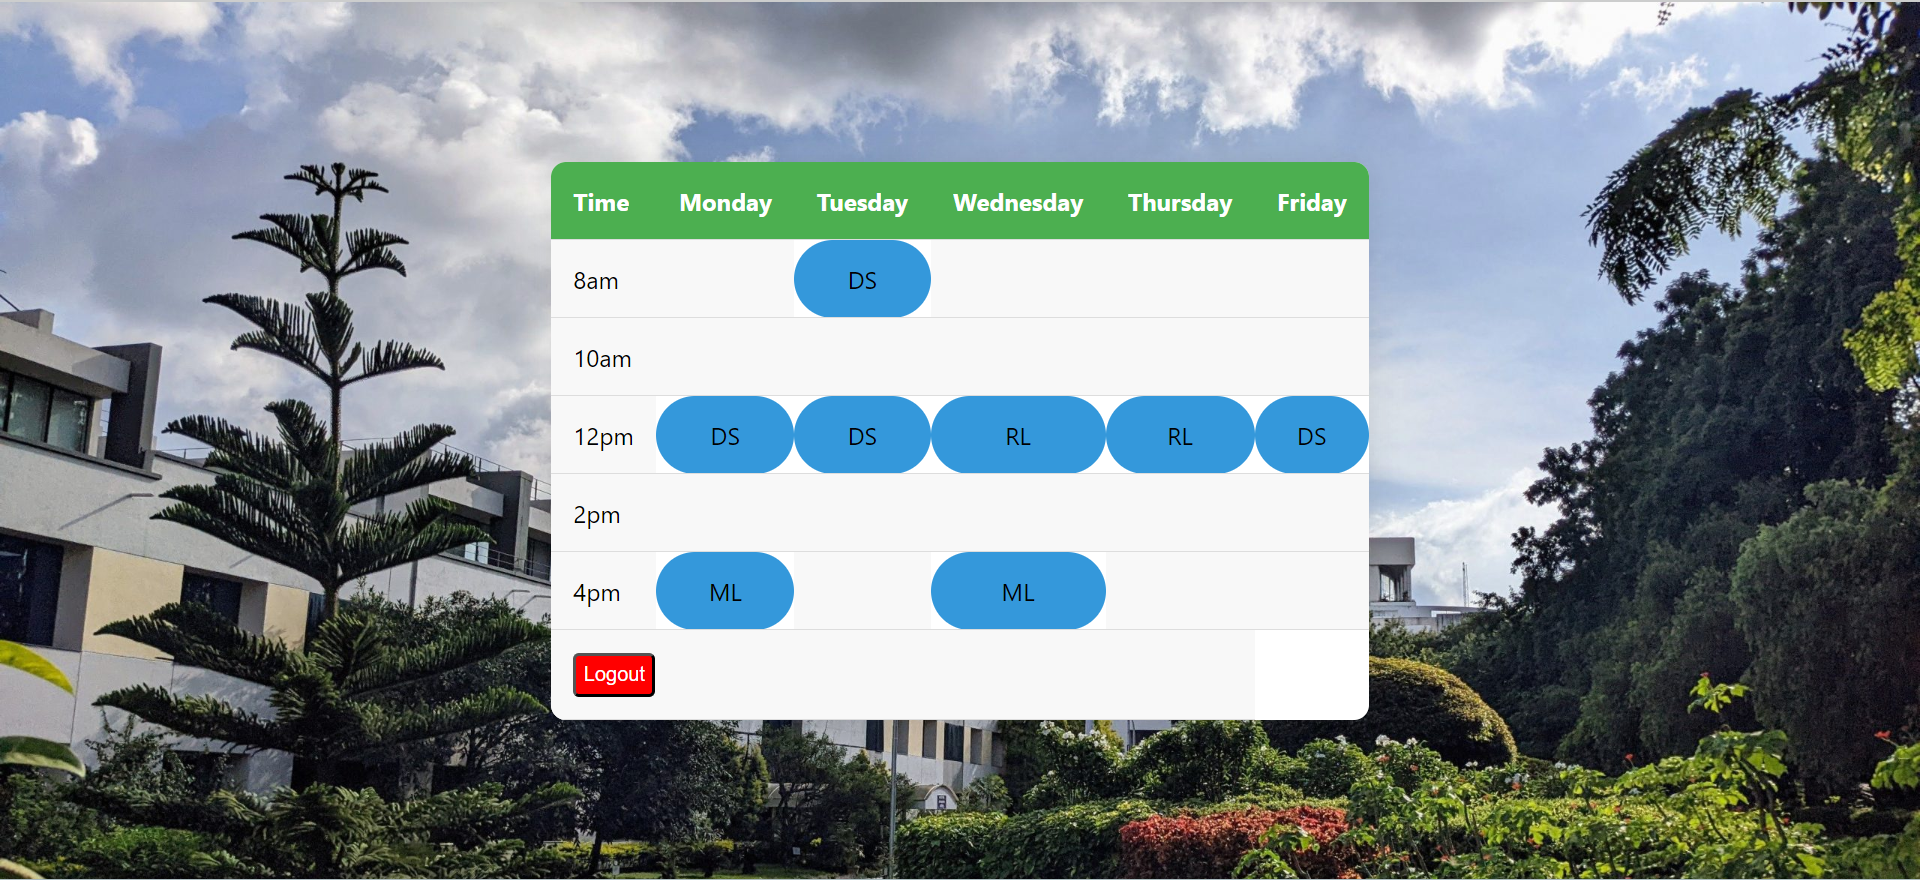 Time Monday Tuesday Wednesday Thursday Friday
8am DS
10am
12pm DS DS RL RL DS
2pm
4pm ML ML
Logout